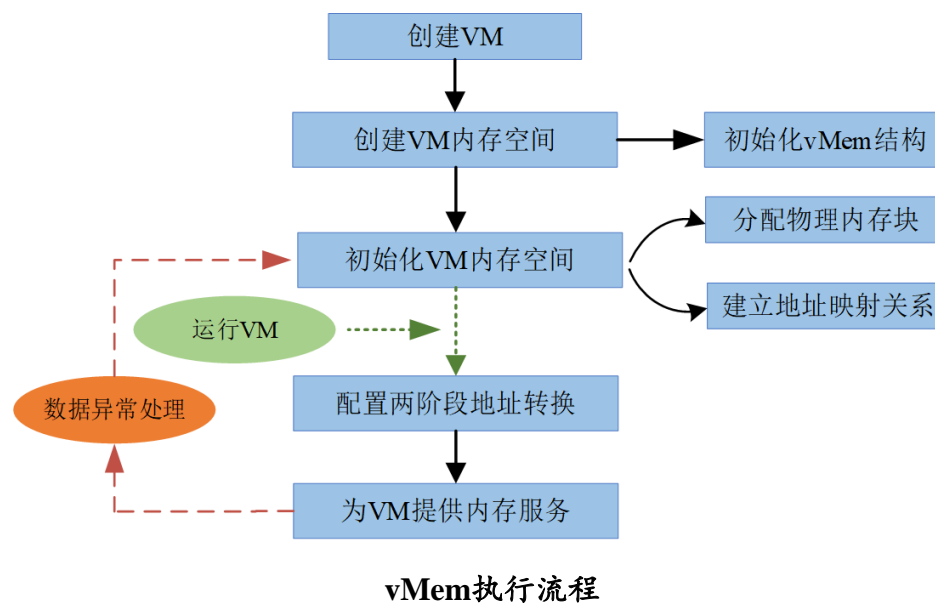 创建VM
创建VM内存空间
初始化vMem结构
分配物理内存块
初始化VM内存空间
建立地址映射关系
运行VM
数据异常处理
配置两阶段地址转换
为VM提供内存服务
vMem执行流程